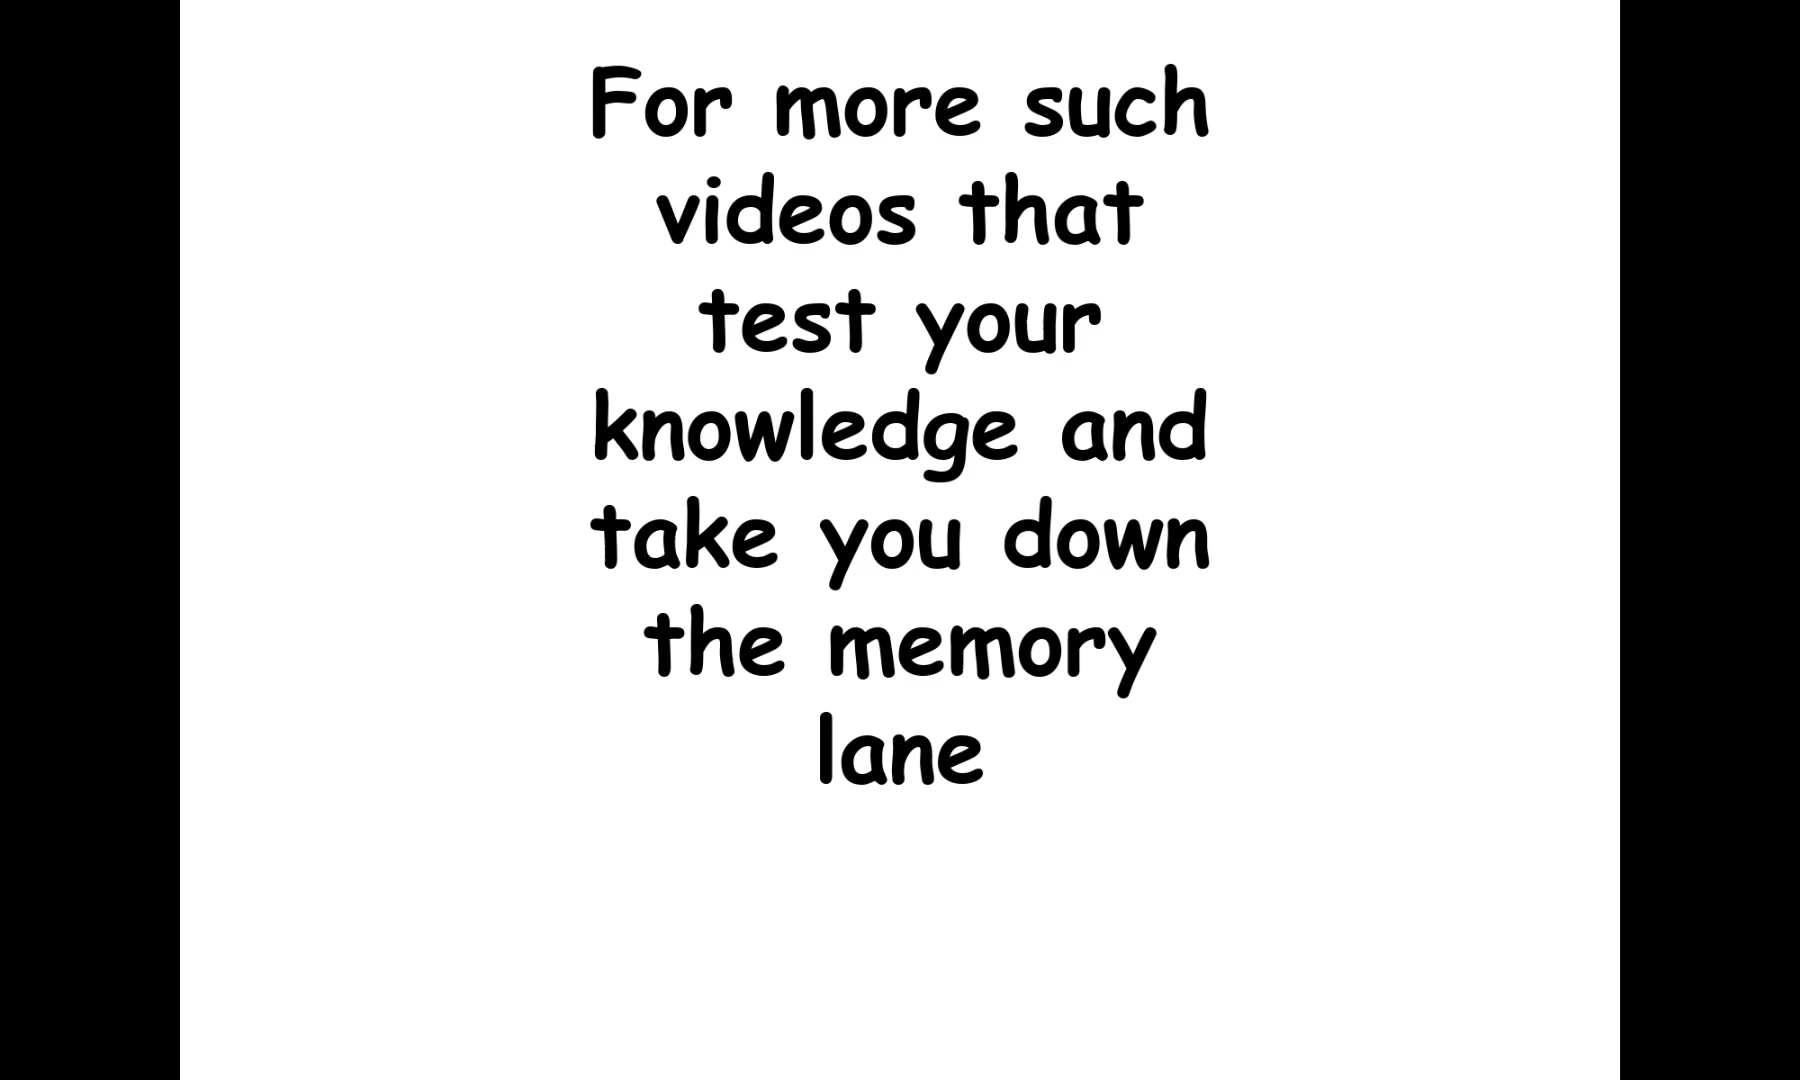 For more such
videos that
test your
knowledge and
take you down
the memory
lane